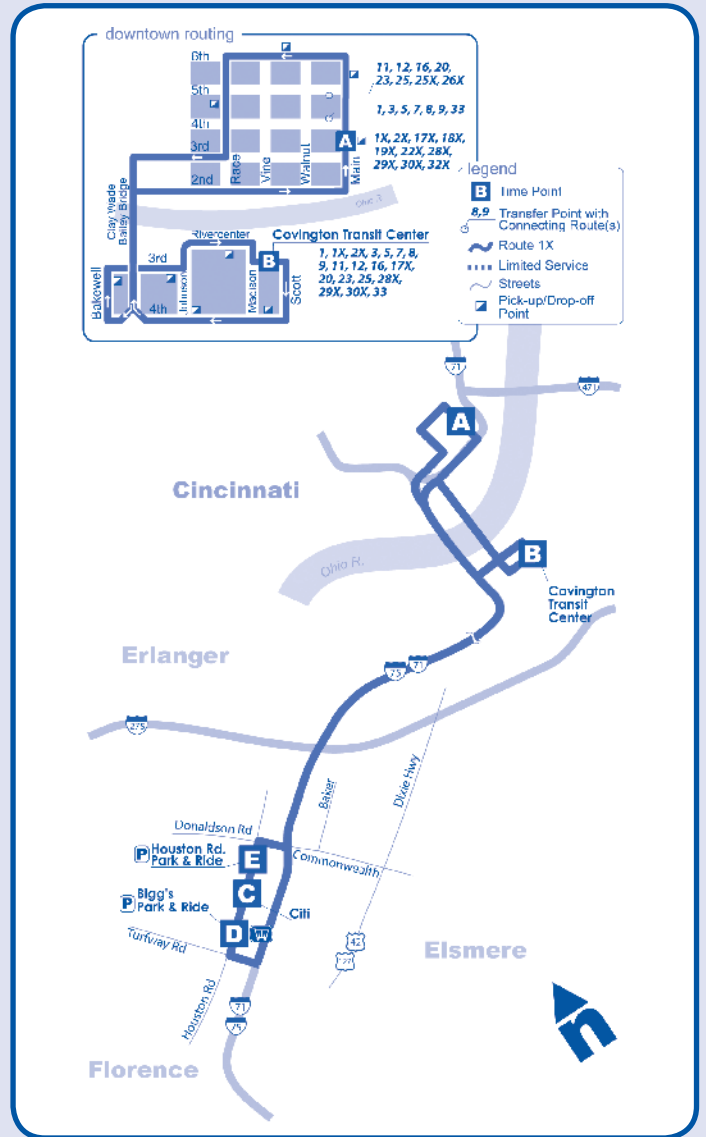 downtown routing
6th
5th
4th
3rd
2nd
Race
Vine
Walnut
Main
11, 12, 16, 20,
23, 25, 25X, 26X
1, 3, 5, 7, 8, 9, 33
A
1X, 2X, 17X, 18X,
19X, 22X, 28X,
29X, 30X, 32X
Clay Wade
Bailey Bridge
Ohio R.
Rivercenter
3rd
4th
Bakewell
Johnson
Madison
Scott
B
Covington Transit Center
1, 1X, 2X, 3, 5, 7, 8,
9, 11, 12, 16, 17X,
20, 23, 25, 28X,
29X, 30X, 33
legend
B Time Point
8,9 Transfer Point with
Connecting Route(s)
Route 1X
Limited Service
Streets
Pick-up/Drop-off
Point
71
471
A
Cincinnati
B
Covington
Transit
Center
Ohio R.
Erlanger
75
71
275
Baker
Dixie Hwy
Donaldson Rd
Commonwealth
P Houston Rd.
Park & Ride
E
C
Citi
P Bigg's
Park & Ride
D
Turfway Rd
Houston Rd
42
127
Elsmere
71
75
Florence
n